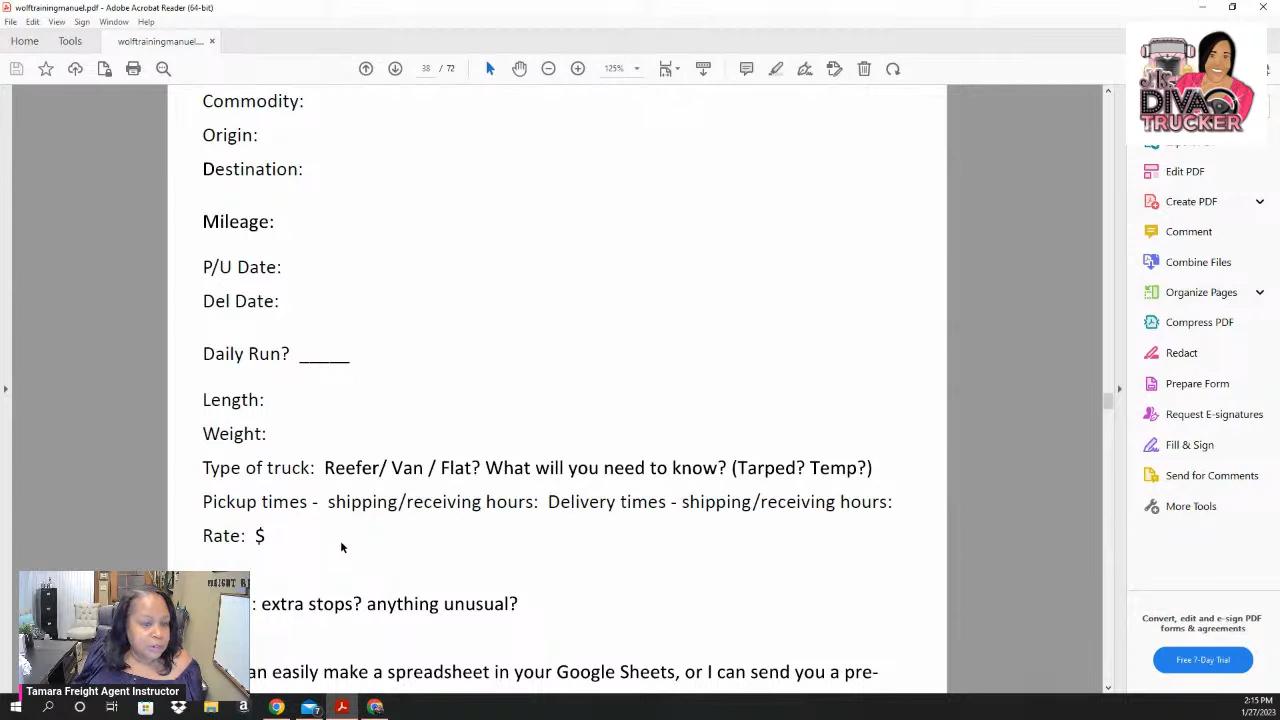 wolftrainingmanuel.pdf - Adobe Acrobat Reader (64-bit)
File Edit View Sign Window Help
Home Tools wolftrainingmanuel....
38 / 72 125%
Commodity:
Origin:
Destination:
Mileage:
P/U Date:
Del Date:
Daily Run? _____
Length:
Weight:
Type of truck: Reefer/ Van / Flat? What will you need to know? (Tarped? Temp?)
Pickup times - shipping/receiving hours: Delivery times - shipping/receiving hours:
Rate: $
: extra stops? anything unusual?
an easily make a spreadsheet in your Google Sheets, or I can send you a pre-
DIVA
TRUCKER
Edit PDF
Create PDF
Comment
Combine Files
Organize Pages
Compress PDF
Redact
Prepare Form
Request E-signatures
Fill & Sign
Send for Comments
More Tools
Convert, edit and e-sign PDF
forms & agreements
Free 7-Day Trial
Tamara Freight Agent Instructor
7
2:15 PM
1/27/2023